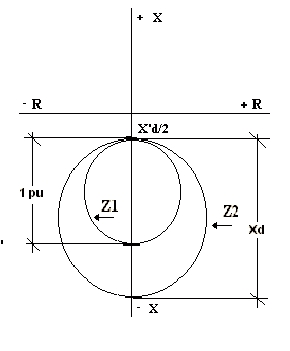 + X
- R
+ R
X'd/2
1 pu
Z1
Z2
Xd
- X